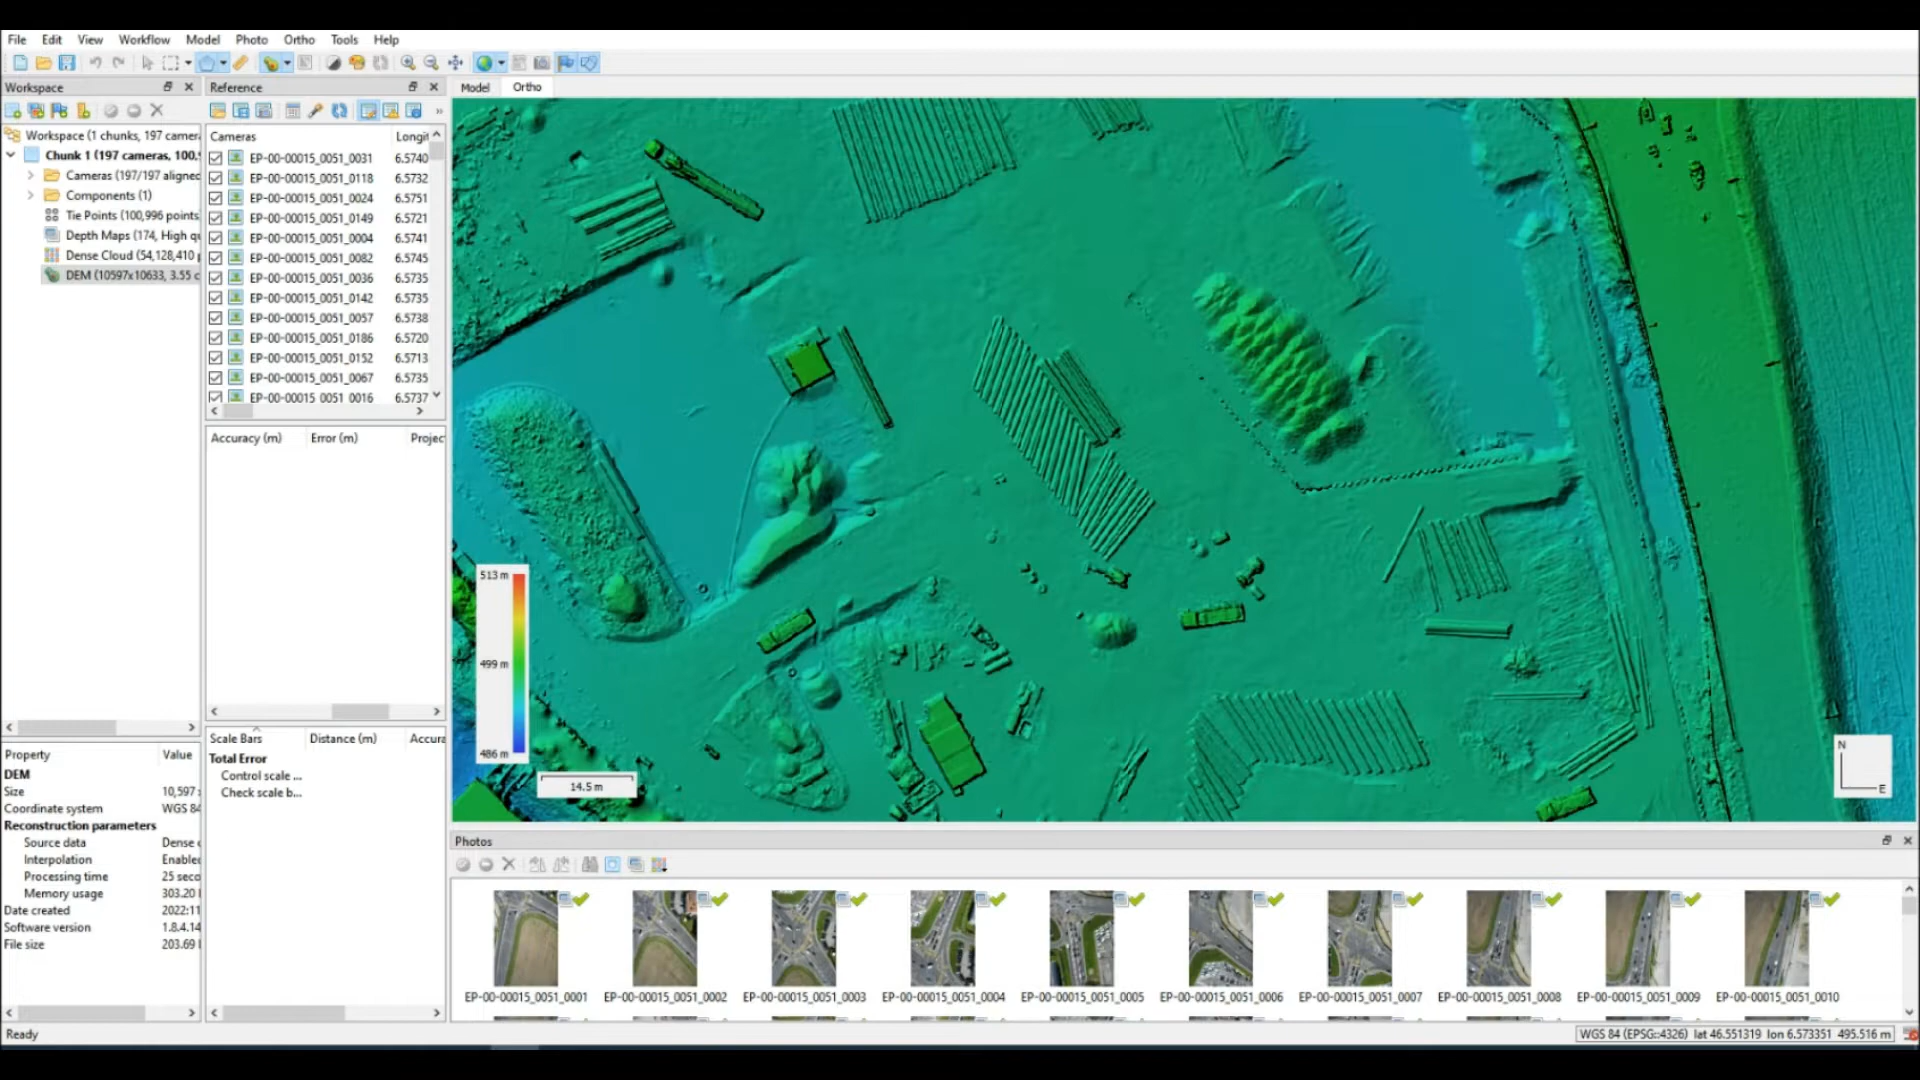 File Edit View Workflow Model Photo Ortho Tools Help
Workspace
Reference
Model Ortho
Workspace (1 chunks, 197 camer
Chunk 1 (197 cameras, 100,
Cameras (197/197 aligned
Components (1)
Tie Points (100,996 points,
Depth Maps (174, High qu
Dense Cloud (54,128,410 p
DEM (10597x10633, 3.55 c
Cameras Longit
EP-00-00015_0051_0031 6.5740
EP-00-00015_0051_0118 6.5732
EP-00-00015_0051_0024 6.5751
EP-00-00015_0051_0149 6.5721
EP-00-00015_0051_0004 6.5741
EP-00-00015_0051_0082 6.5745
EP-00-00015_0051_0036 6.5735
EP-00-00015_0051_0142 6.5735
EP-00-00015_0051_0057 6.5738
EP-00-00015_0051_0186 6.5720
EP-00-00015_0051_0152 6.5713
EP-00-00015_0051_0067 6.5735
EP-00-00015_0051_0016 6.5737
Accuracy (m) Error (m) Projec
Scale Bars Distance (m) Accura
Total Error
Control scale ...
Check scale b...
Property Value
DEM
Size 10,597
Coordinate system WGS 84
Reconstruction parameters
Source data Dense
Interpolation Enable
Processing time 25 seco
Memory usage 303.20
Date created 2022:11
Software version 1.8.4.14
File size 203.69
513 m
499 m
486 m
14.5 m
N
E
Photos
EP-00-00015_0051_0001 EP-00-00015_0051_0002 EP-00-00015_0051_0003 EP-00-00015_0051_0004 EP-00-00015_0051_0005 EP-00-00015_0051_0006 EP-00-00015_0051_0007 EP-00-00015_0051_0008 EP-00-00015_0051_0009 EP-00-00015_0051_0010
Ready
WGS 84 (EPSG::4326) lat 46.551319 lon 6.573351 495.516 m